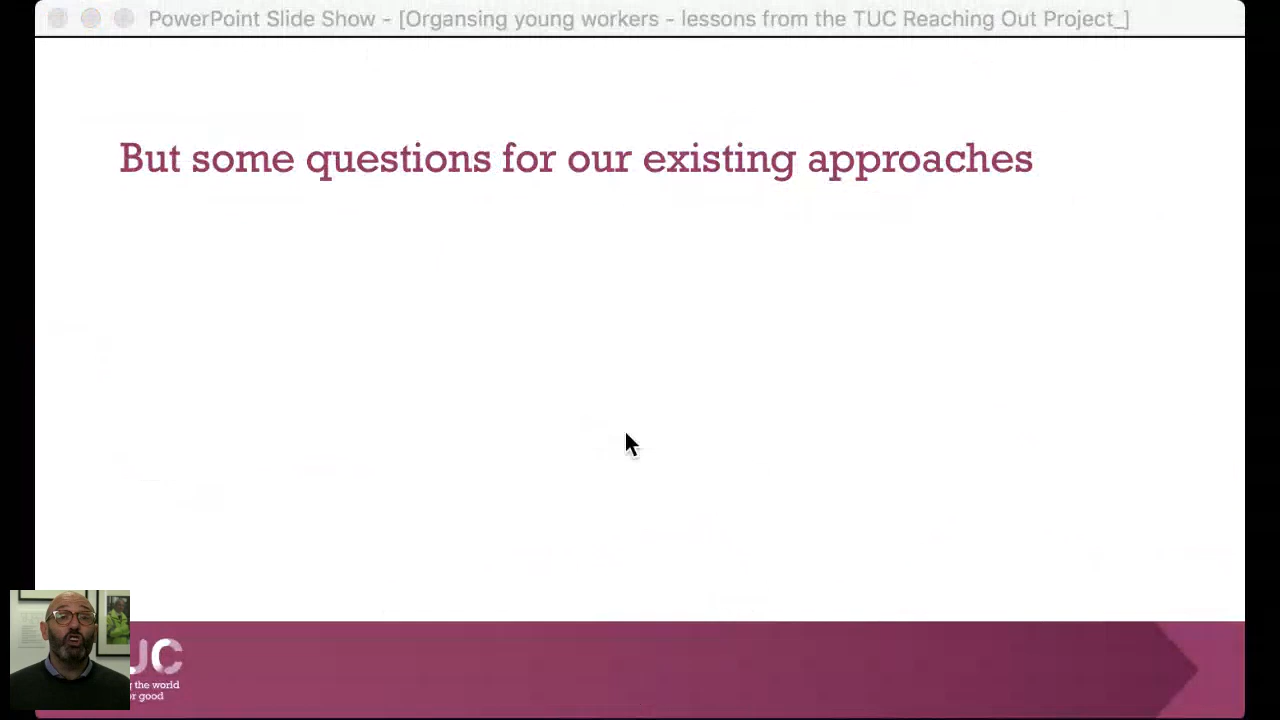 PowerPoint Slide Show - [Organsing young workers - lessons from the TUC Reaching Out Project_]
But some questions for our existing approaches
UC
the world
for good